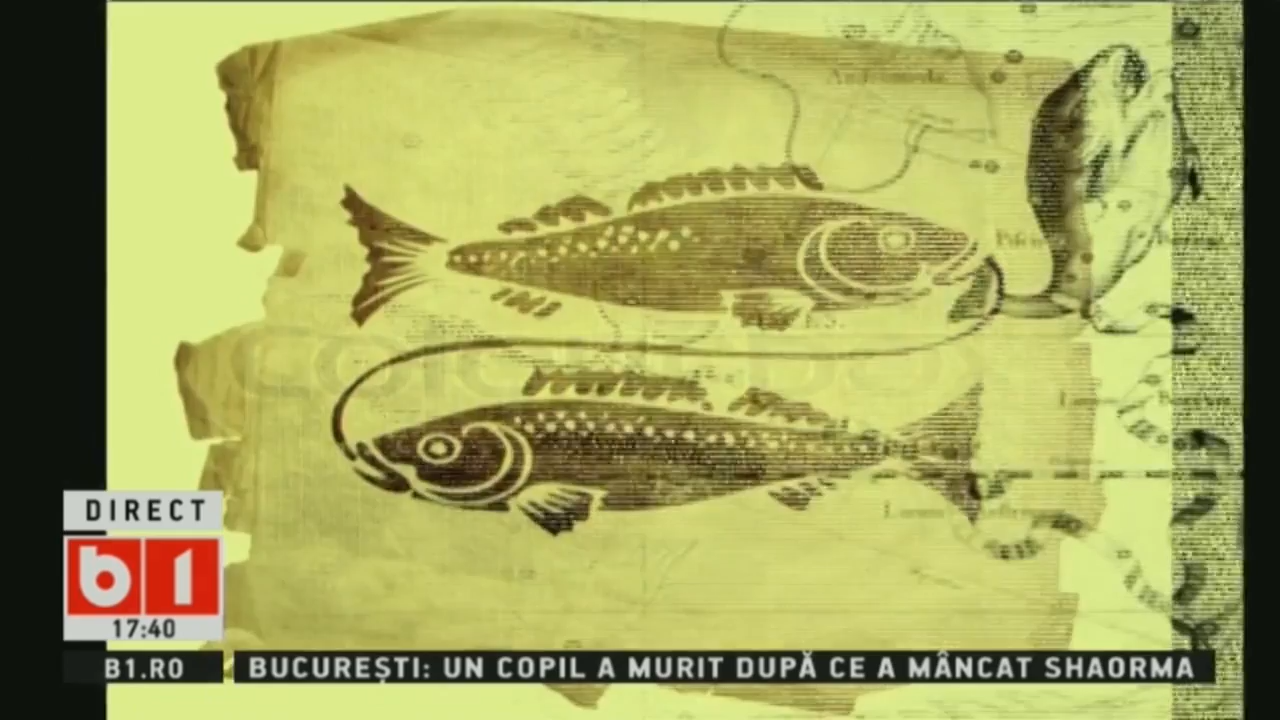 DIRECT
b1
17:40
B1.RO
BUCUREȘTI: UN COPIL A MURIT DUPĂ CE A MÂNCAT SHAORMA